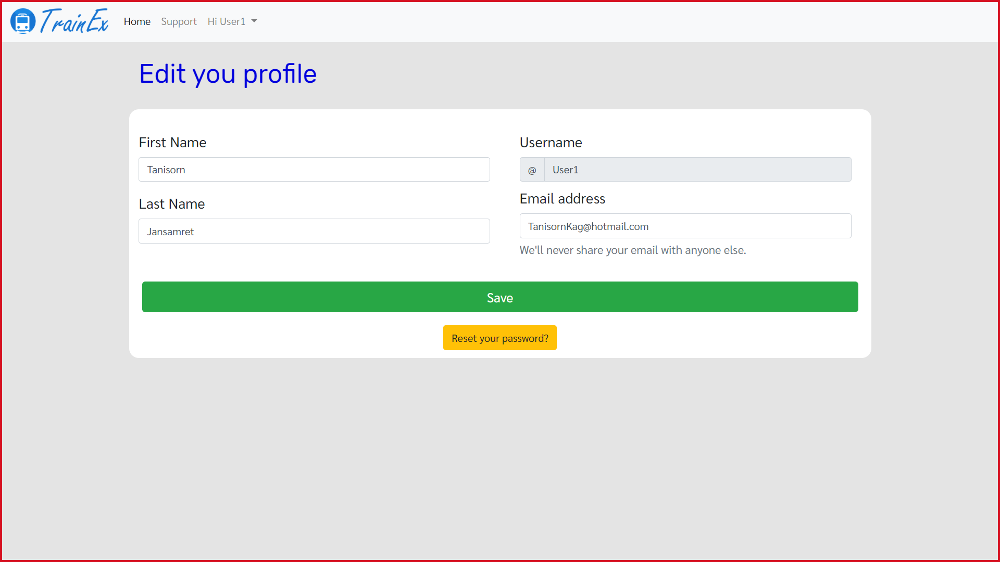 TrainEx Home Support Hi User1
Edit you profile
First Name
Tanisorn
Last Name
Jansamret
Username
@ User1
Email address
TanisornKag@hotmail.com
We'll never share your email with anyone else.
Save
Reset your password?